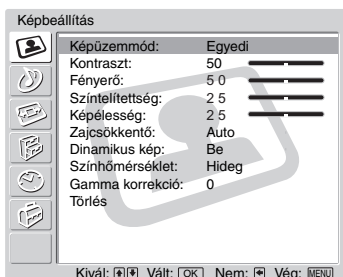 Képbeállítás
Képüzemmód: Egyedi
Kontraszt: 50
Fényerő: 5 0
Színtelítettség: 2 5
Képélesség: 2 5
Zajcsökkentő: Auto
Dinamikus kép: Be
Színhőmérséklet: Hideg
Gamma korrekció: 0
Törlés
Kivál: Vált: OK Nem: Vég: MENU